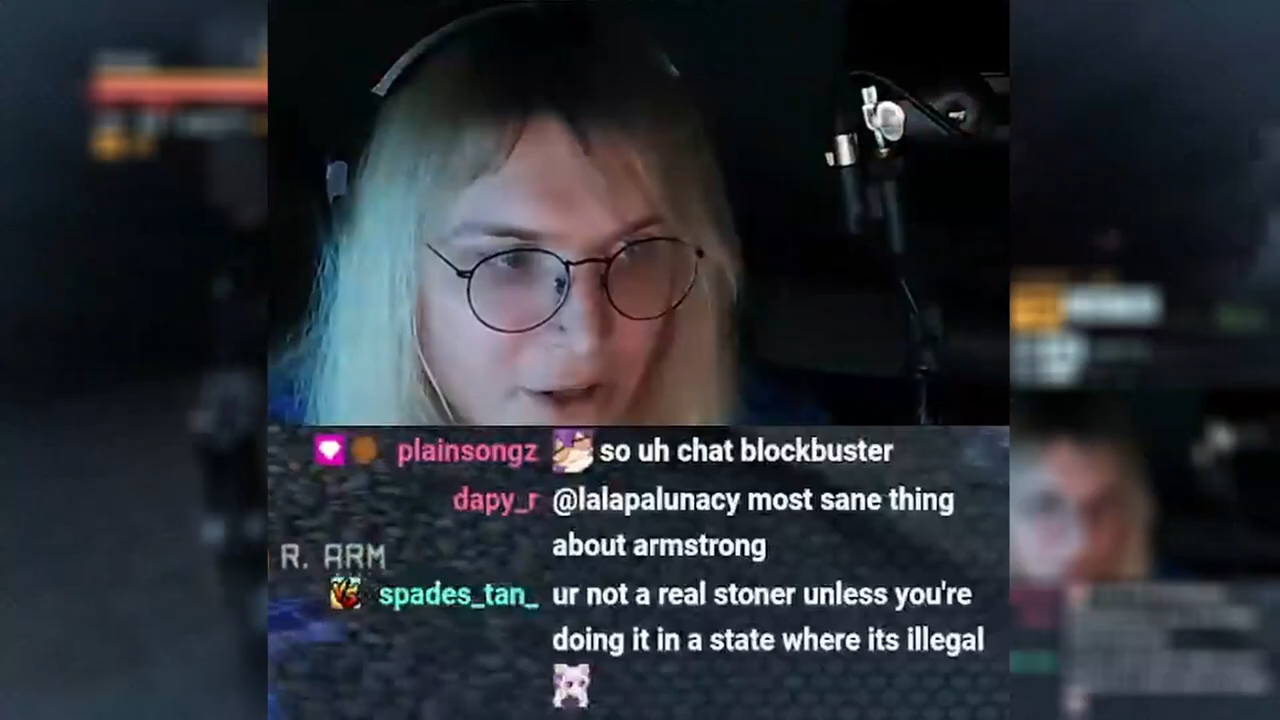 plainsongz so uh chat blockbuster
dapy_r @lalapalunacy most sane thing
about armstrong
R. ARM
spades_tan_ ur not a real stoner unless you're
doing it in a state where its illegal